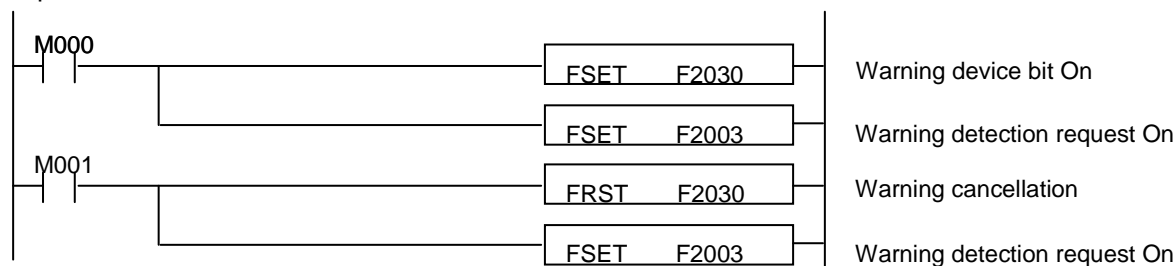 M000
FSET F2030 Warning device bit On
FSET F2003 Warning detection request On
M001
FRST F2030 Warning cancellation
FSET F2003 Warning detection request On